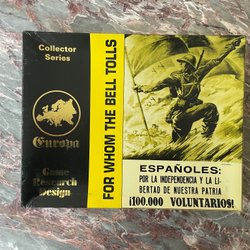 Collector
Series
Europa
Game
Research
Design
FOR WHOM THE BELL TOLLS
ESPAÑOLES:
POR LA INDEPENDENCIA Y LA LI-
BERTAD DE NUESTRA PATRIA
¡100.000 VOLUNTARIOS!